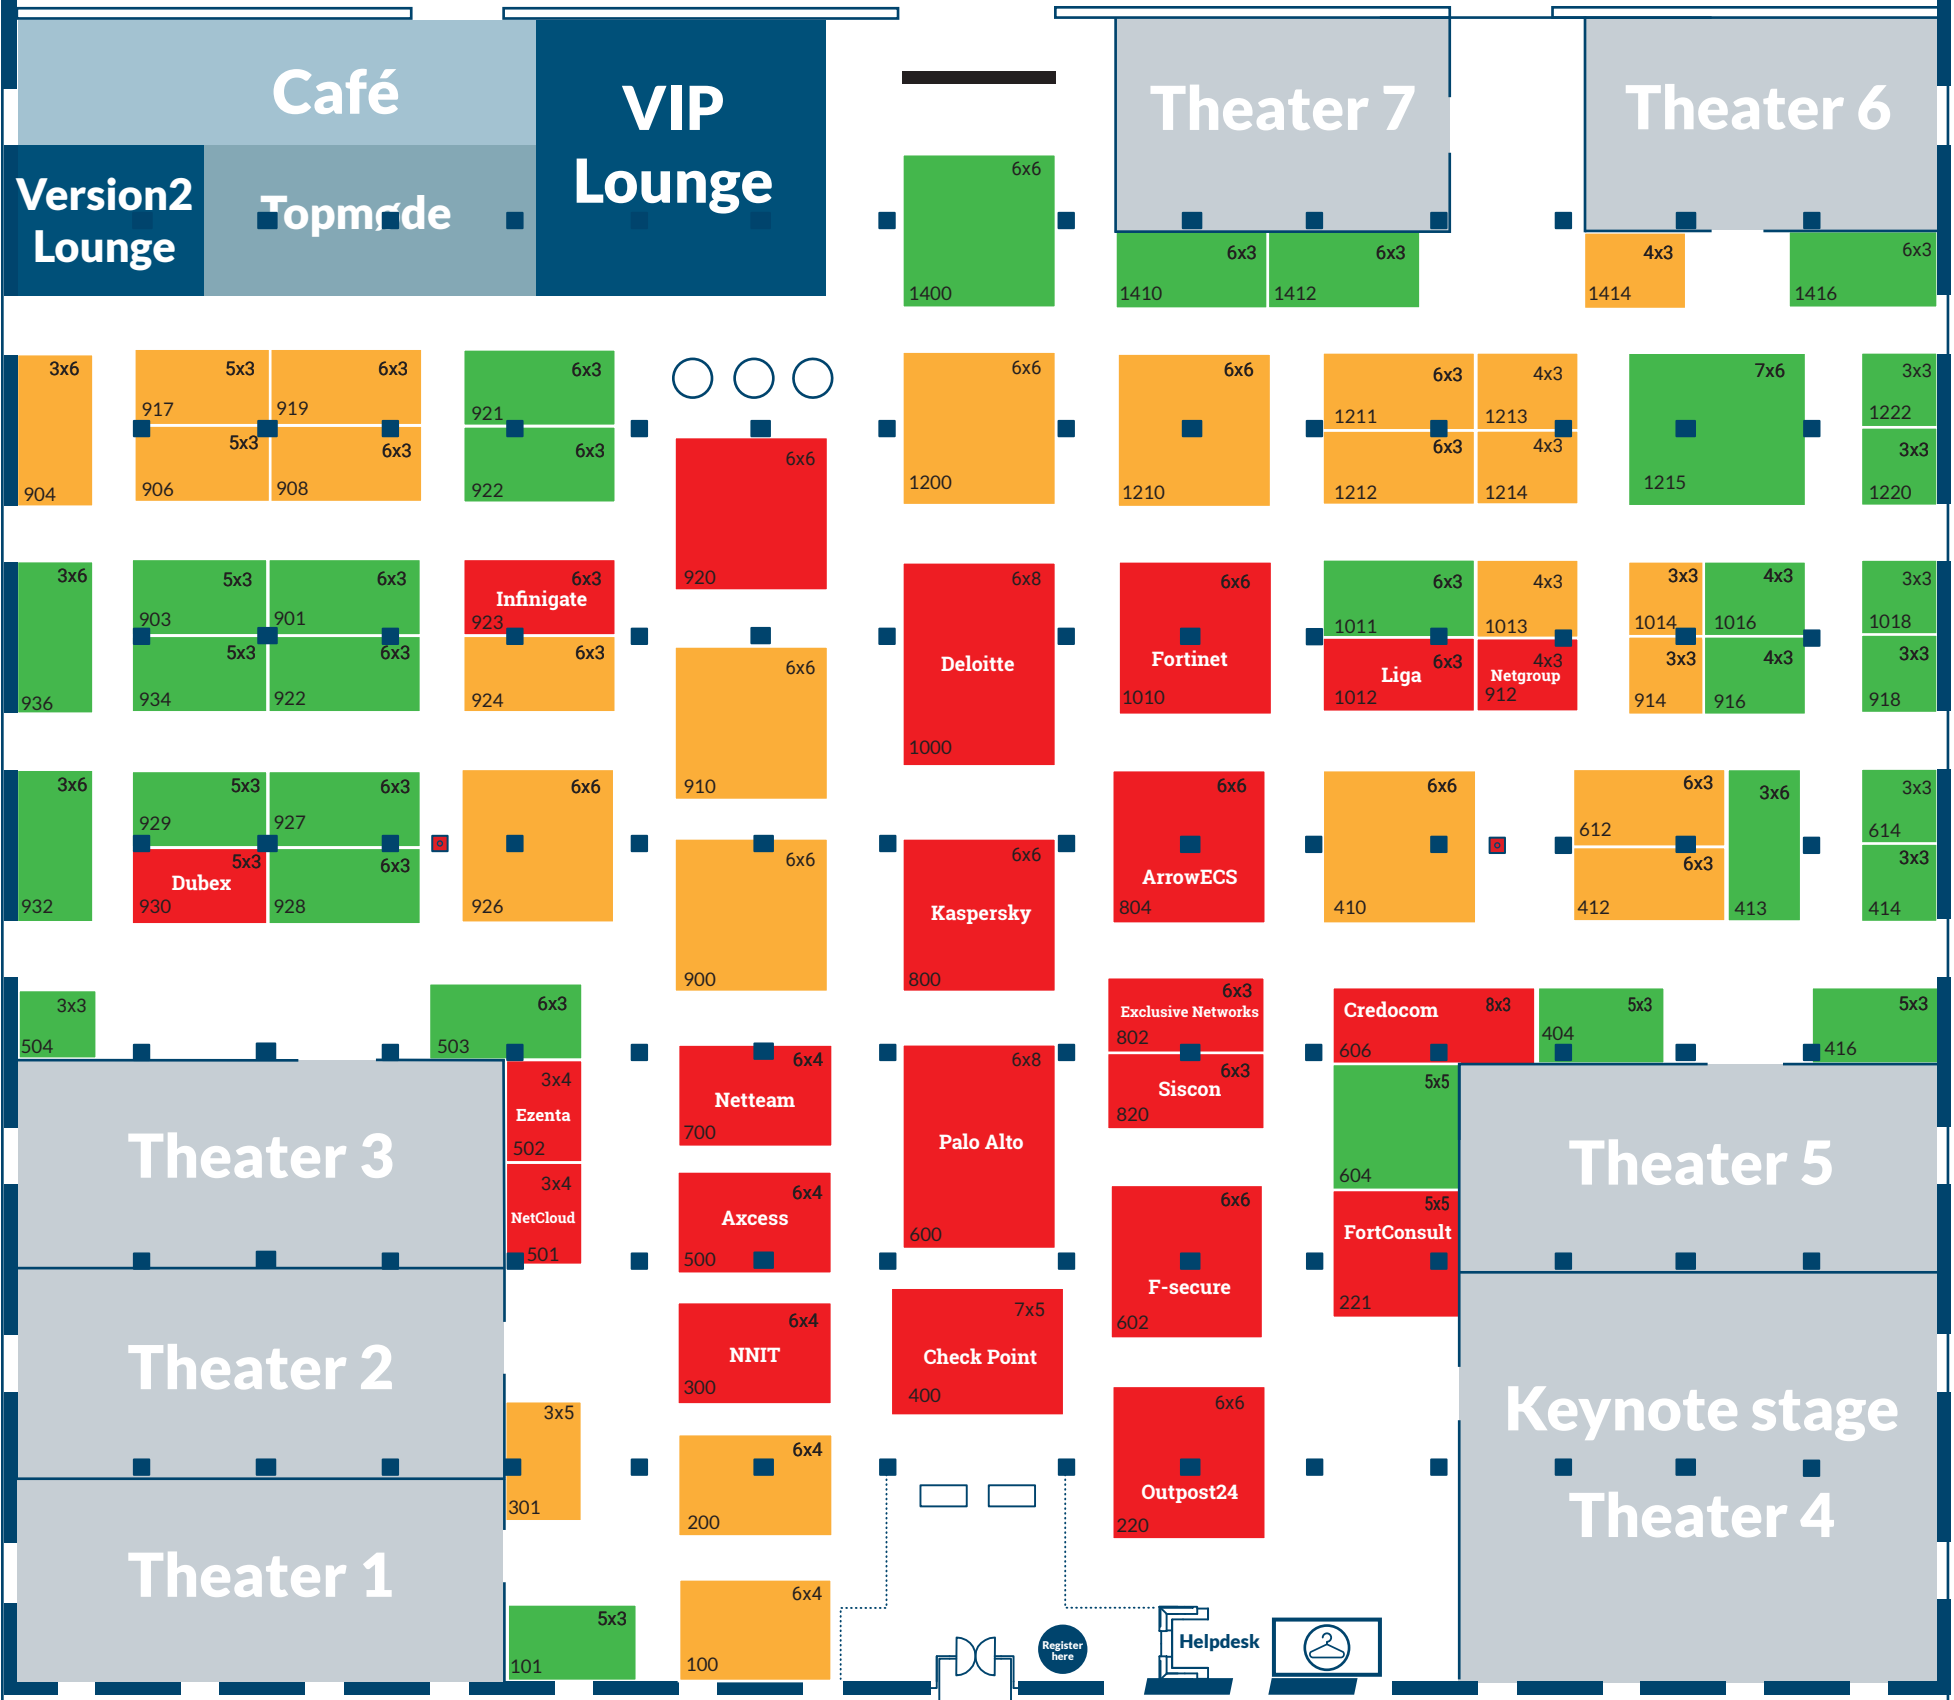 Café
VIP
Lounge
Theater 7
Theater 6
Version2
Lounge
Topmøde
6x6
1400
6x3
1410
6x3
1412
4x3
1414
6x3
1416
3x6
904
5x3
917
6x3
919
5x3
906
6x3
908
6x3
921
6x3
922
6x6
920
6x6
1200
6x6
1210
6x3
1211
4x3
1213
6x3
1212
4x3
1214
7x6
1215
3x3
1222
3x3
1220
3x6
936
5x3
903
6x3
901
5x3
934
6x3
922
6x3
Infinigate
923
6x3
924
6x6
910
6x8
Deloitte
1000
6x6
Fortinet
1010
6x3
1011
4x3
1013
6x3
Liga
1012
4x3
Netgroup
912
3x3
1014
4x3
1016
3x3
914
4x3
916
3x3
1018
3x3
918
3x6
932
5x3
929
6x3
927
5x3
Dubex
930
6x3
928
6x6
926
6x6
900
6x6
Kaspersky
800
6x6
ArrowECS
804
6x6
410
6x3
612
6x3
412
3x6
413
3x3
614
3x3
414
3x3
504
6x3
503
6x3
Exclusive Networks
802
6x3
Siscon
820
Credocom
8x3
606
5x3
404
5x3
416
Theater 3
3x4
Ezenta
502
3x4
NetCloud
501
6x4
Netteam
700
6x4
Axcess
500
6x8
Palo Alto
600
5x5
604
Theater 5
6x6
F-secure
602
5x5
FortConsult
221
Theater 2
6x4
NNIT
300
7x5
Check Point
400
Keynote stage
Theater 4
3x5
301
6x4
200
6x6
Outpost24
220
Theater 1
5x3
101
6x4
100
Register
here
Helpdesk